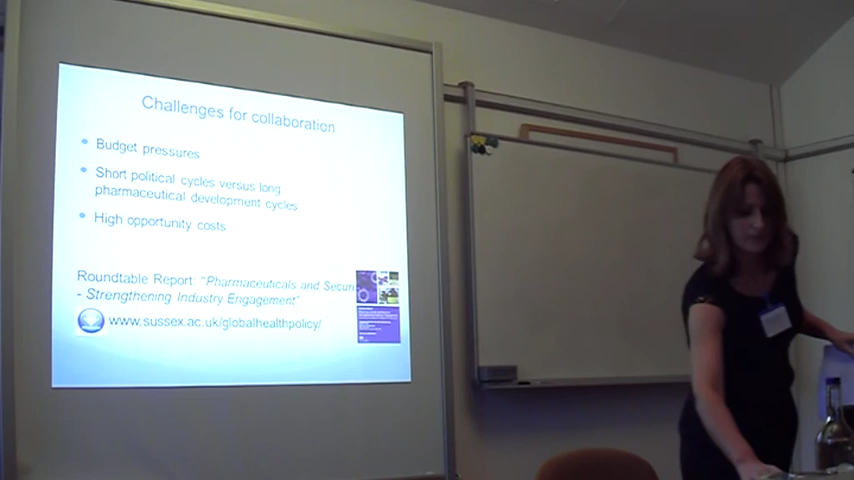 Challenges for collaboration
Budget pressures
Short political cycles versus long
pharmaceutical development cycles
High opportunity costs
Roundtable Report: "Pharmaceuticals and Securi
- Strengthening Industry Engagement"
www.sussex.ac.uk/globalhealthpolicy/